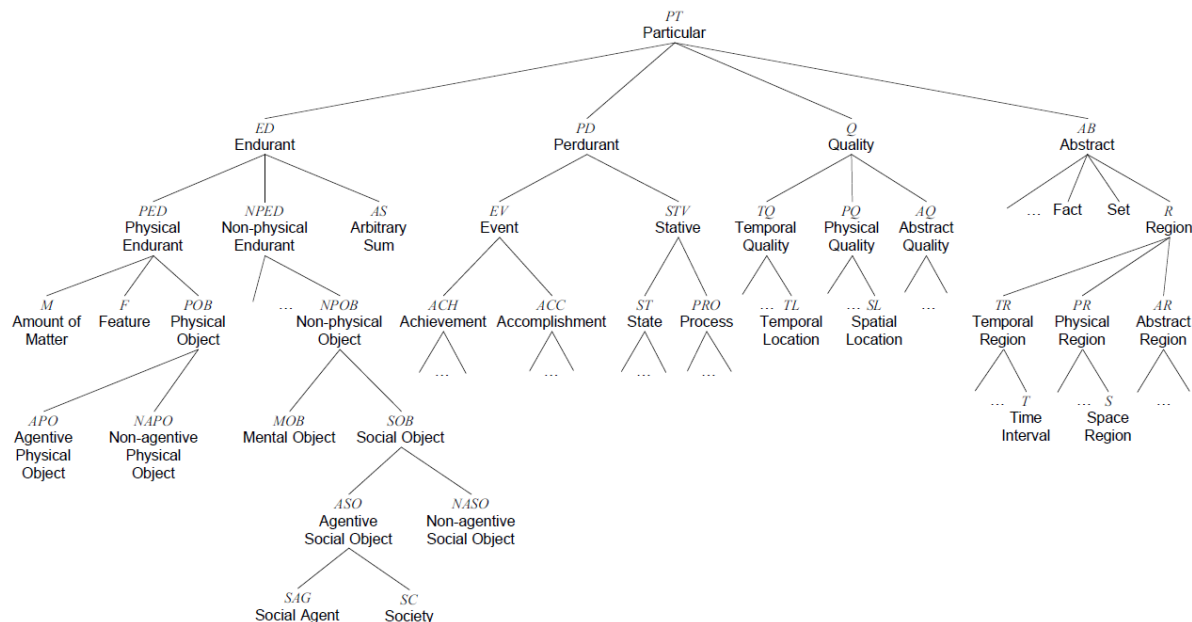 PT
Particular
ED
Endurant
PD
Perdurant
Q
Quality
AB
Abstract
PED
Physical
Endurant
NPED
Non-physical
Endurant
AS
Arbitrary
Sum
EV
Event
STV
Stative
TQ
Temporal
Quality
PQ
Physical
Quality
AQ
Abstract
Quality
...
Fact
Set
R
Region
M
Amount of
Matter
F
Feature
POB
Physical
Object
...
NPOB
Non-physical
Object
ACH
Achievement
...
ACC
Accomplishment
...
ST
State
...
PRO
Process
...
...
TL
Temporal
Location
...
SL
Spatial
Location
...
TR
Temporal
Region
PR
Physical
Region
AR
Abstract
Region
...
T
Time
Interval
...
S
Space
Region
...
APO
Agentive
Physical
Object
NAPO
Non-agentive
Physical
Object
MOB
Mental Object
SOB
Social Object
ASO
Agentive
Social Object
NASO
Non-agentive
Social Object
SAG
Social Agent
SC
Society